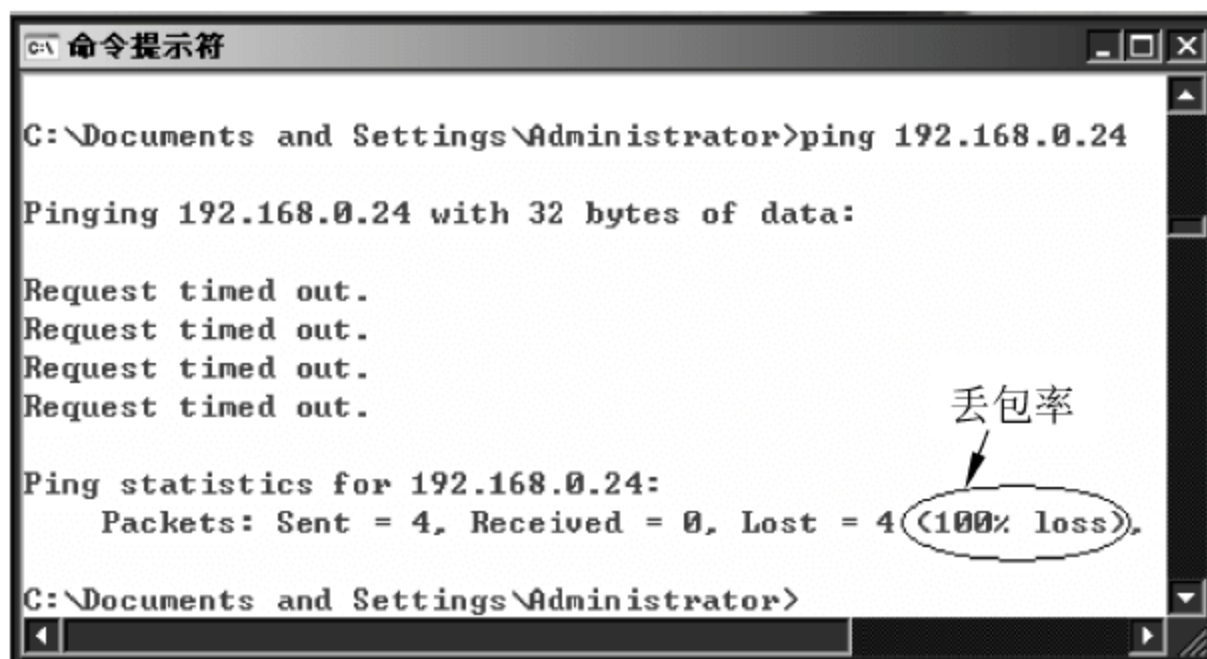 命令提示符
C:\Documents and Settings\Administrator>ping 192.168.0.24
Pinging 192.168.0.24 with 32 bytes of data:
Request timed out.
Request timed out.
Request timed out.
Request timed out.
丢包率
Ping statistics for 192.168.0.24:
Packets: Sent = 4, Received = 0, Lost = 4 (100% loss),
C:\Documents and Settings\Administrator>